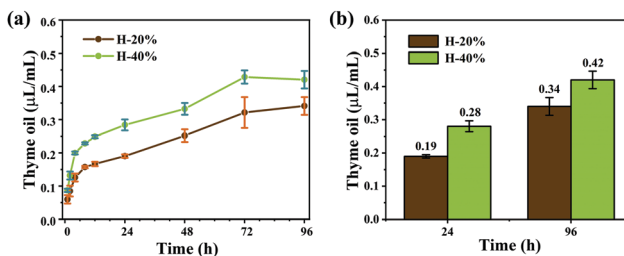 (a)
Thyme oil (μL/mL)
0.6
0.5
0.4
0.3
0.2
0.1
0.0
H-20%
H-40%
0 24 48 72 96
Time (h)
(b)
Thyme oil (μL/mL)
0.6
0.5
0.4
0.3
0.2
0.1
0.0
H-20%
H-40%
0.19
0.28
0.34
0.42
24 96
Time (h)